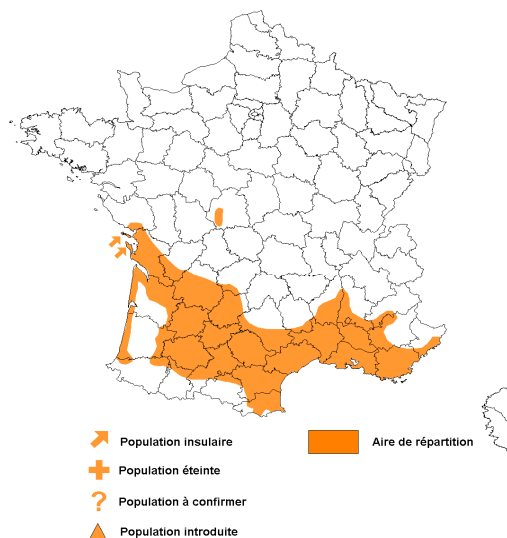 Population insulaire
Aire de répartition
Population éteinte
Population à confirmer
Population introduite